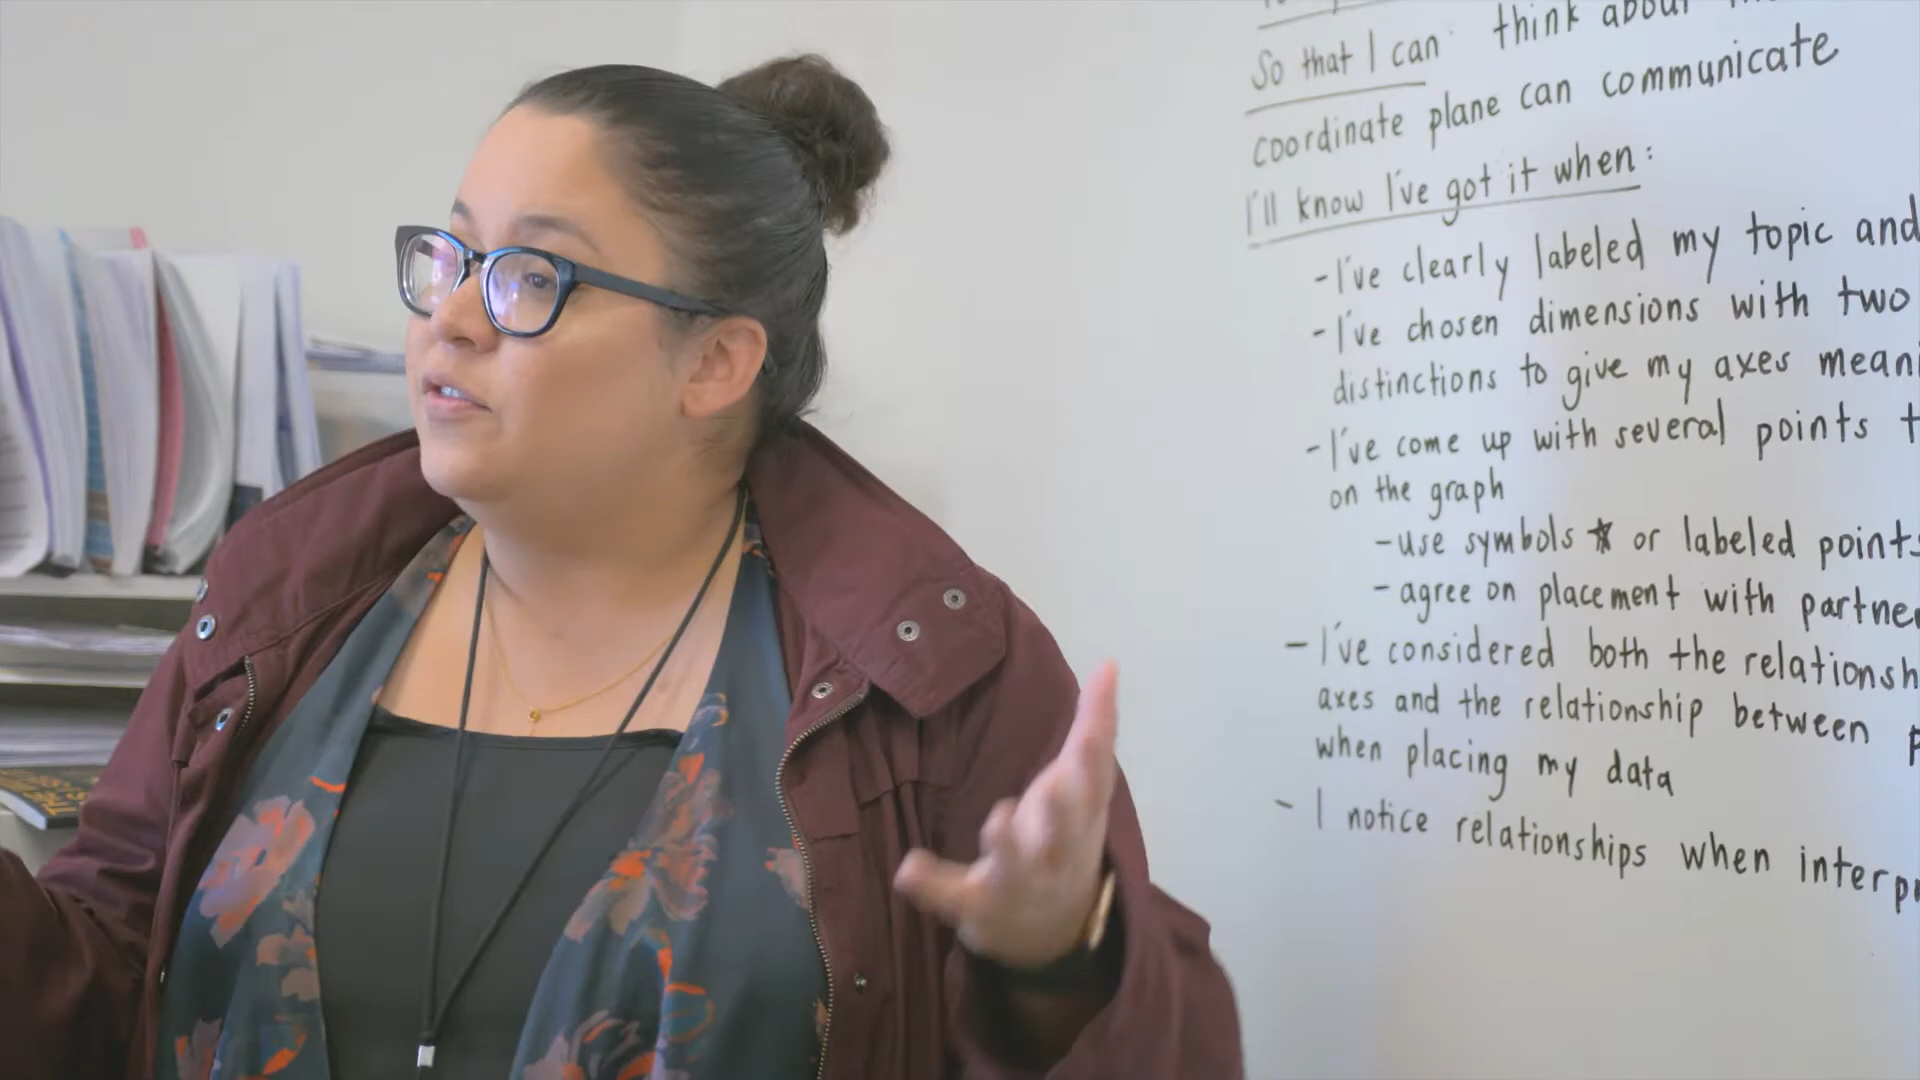 So that I can think about
coordinate plane can communicate
I'll know I've got it when:
-I've clearly labeled my topic and
-I've chosen dimensions with two
distinctions to give my axes
-I've come up with several points
on the graph
-use symbols ★ or labeled points
-agree on placement with
-I've considered both the
axes and the relationship between
when placing my data
- I notice relationships when